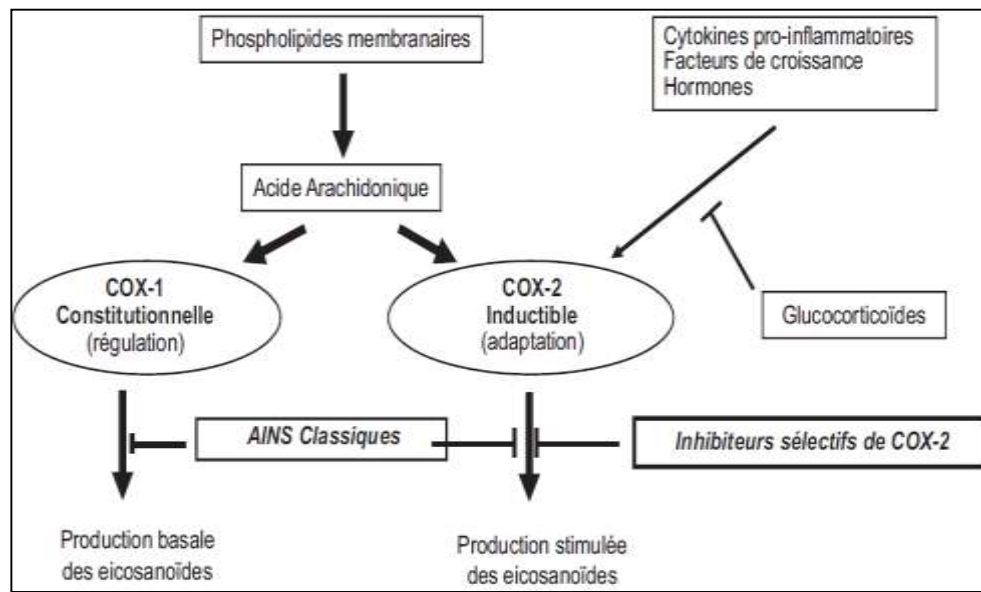 Phospholipides membranaires
Cytokines pro-inflammatoires
Facteurs de croissance
Hormones
Acide Arachidonique
COX-1
Constitutionnelle
(régulation)
COX-2
Inductible
(adaptation)
Glucocorticoïdes
AINS Classiques
Inhibiteurs sélectifs de COX-2
Production basale
des eicosanoïdes
Production stimulée
des eicosanoïdes